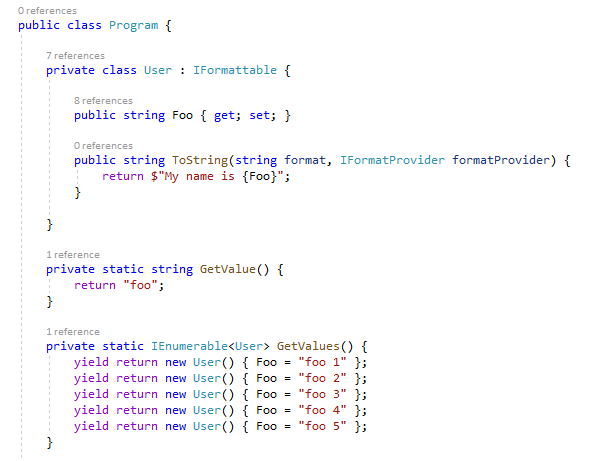 0 references
public class Program {
7 references
private class User : IFormattable {
8 references
public string Foo { get; set; }
0 references
public string ToString(string format, IFormatProvider formatProvider) {
return $"My name is {Foo}";
}
}
1 reference
private static string GetValue() {
return "foo";
}
1 reference
private static IEnumerable<User> GetValues() {
yield return new User() { Foo = "foo 1" };
yield return new User() { Foo = "foo 2" };
yield return new User() { Foo = "foo 3" };
yield return new User() { Foo = "foo 4" };
yield return new User() { Foo = "foo 5" };
}